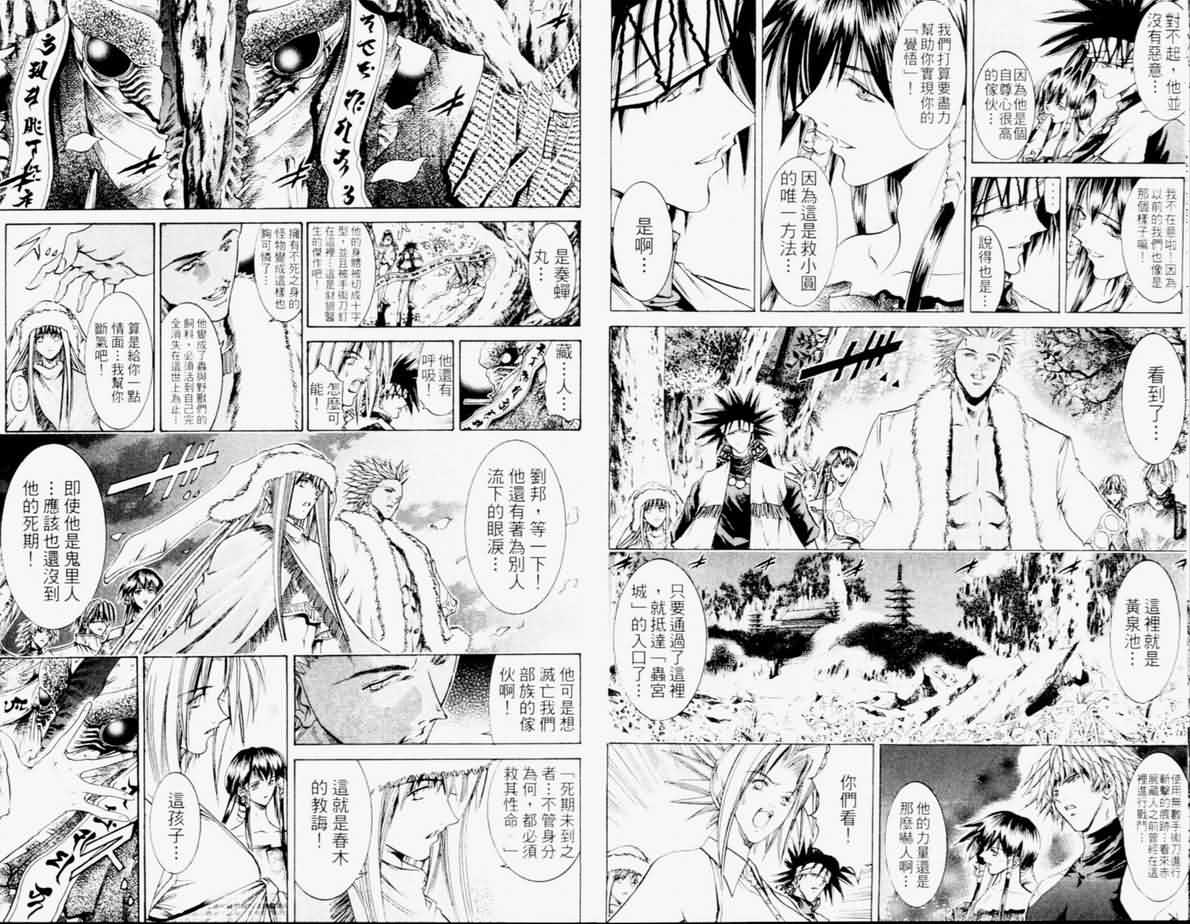 對不起，他並
沒有惡意…
因為他是個
自尊心很高
的傢伙…
我們打算要盡力
幫助你實現你的
「覺悟」！
因為這是救小圓
的唯一方法…
是啊…
我不在意啦！因為
以前的我們也像是
那個樣子嘛！
說得也是…
…
看到了…
這裡就是
黃泉池…
只要通過了這裡
，就抵達「蟲宮
城」的入口了…
使用無數手術刀進行
斬擊的痕跡…看來赤
屍藏人之前曾經在這
裡進行戰鬥…
他的力量還是
那麼嚇人啊…
你們看！
是奏蟬
丸…
他的身體被切成十字
型，並且被手術刀釘
在這裡…這是赤屍醫
生的傑作吧！
擁有不死之身的
怪物變成這樣也
夠可憐了…
他變成了蟲與野獸們的
飼料，必須活到自己完
全消失在這世上為止！
算是給你一點
情面…我幫你
斷氣吧！
…
藏…人…
他還有
呼吸！
怎麼可
能！
劉邦，等一下！
他還有著為別人
流下的眼淚…
即使他是鬼里人
…應該也還沒到
他的死期！
他可是想
滅亡我們
部族的傢
伙啊！
「死期未到之
者…不管身分
為何，都必須
救其性命。」
這就是春木
的教誨…
這孩子…